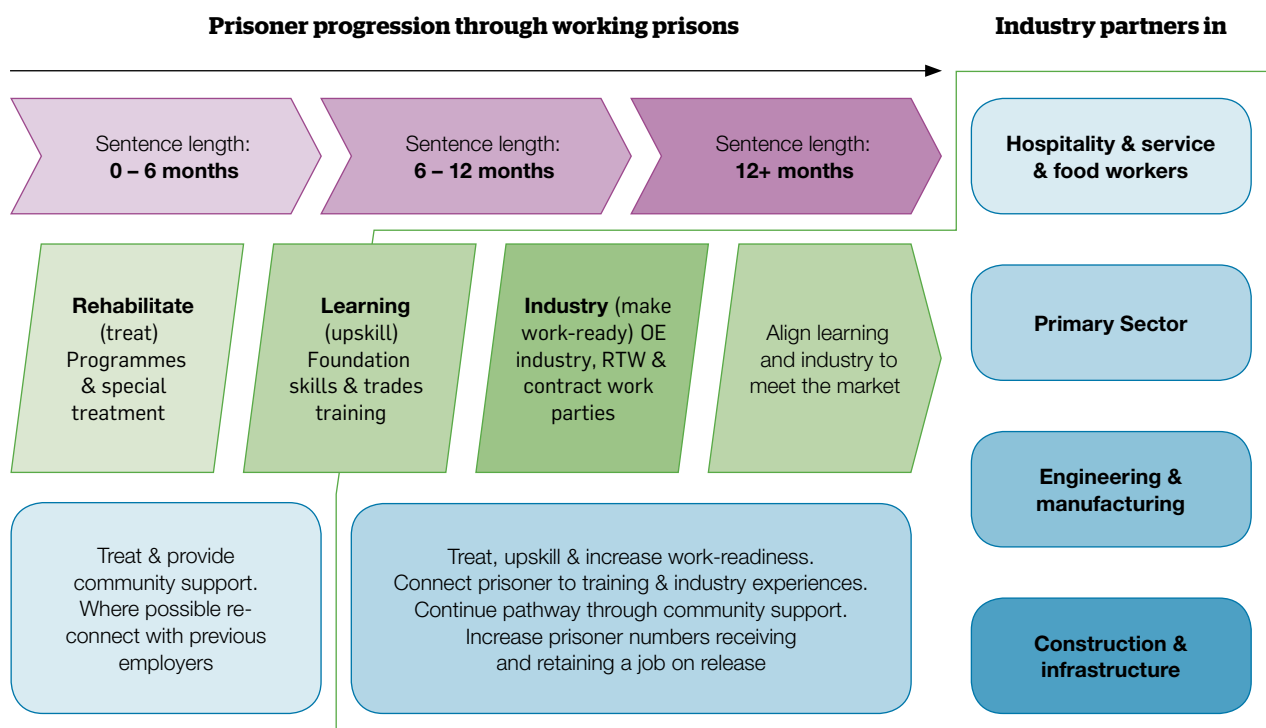 Prisoner progression through working prisons
Industry partners in
Sentence length:
0 – 6 months
Sentence length:
6 – 12 months
Sentence length:
12+ months
Rehabilitate
(treat)
Programmes
& special
treatment
Learning
(upskill)
Foundation
skills & trades
training
Industry (make
work-ready) OE
industry, RTW &
contract work
parties
Align learning
and industry to
meet the market
Treat & provide
community support.
Where possible re-
connect with previous
employers
Treat, upskill & increase work-readiness.
Connect prisoner to training & industry experiences.
Continue pathway through community support.
Increase prisoner numbers receiving
and retaining a job on release
Hospitality & service
& food workers
Primary Sector
Engineering &
manufacturing
Construction &
infrastructure